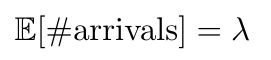 𝔼[#arrivals] = λ